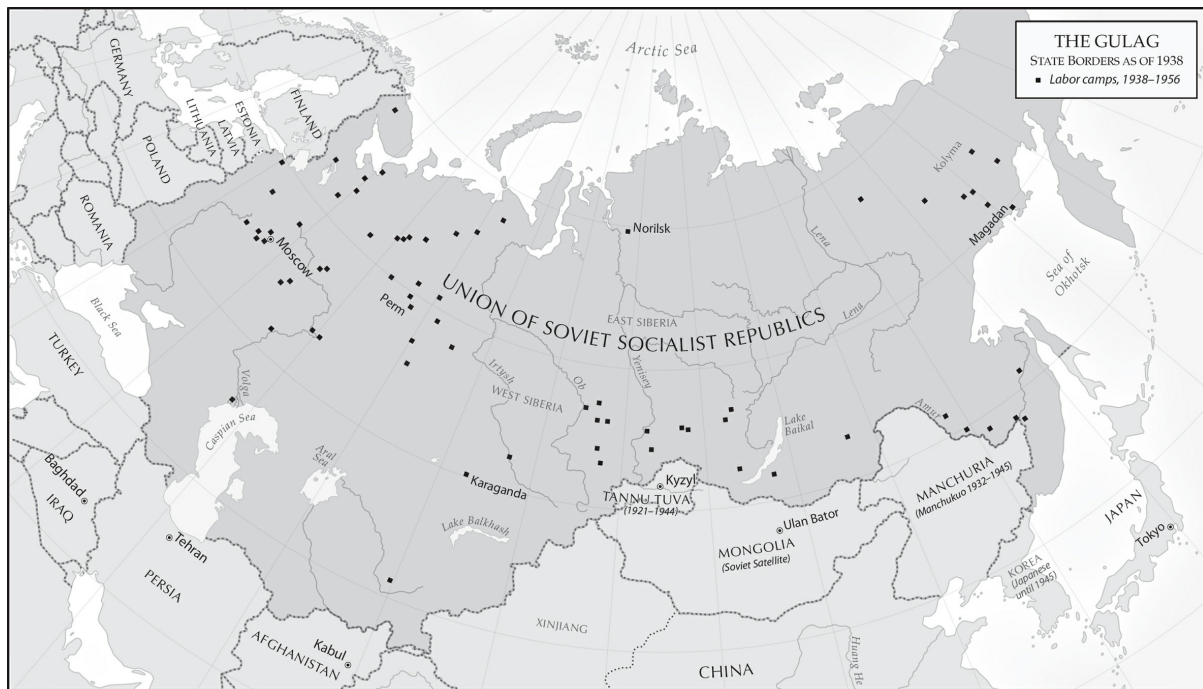 THE GULAG
STATE BORDERS AS OF 1938
Labor camps, 1938–1956
Arctic Sea
GERMANY
POLAND
LITHUANIA
LATVIA
ESTONIA
FINLAND
ROMANIA
Black Sea
TURKEY
Moscow
Perm
Norilsk
Kolyma
Magadan
Sea of
Okhotsk
Lena
Lena
UNION OF SOVIET SOCIALIST REPUBLICS
EAST SIBERIA
WEST SIBERIA
Irtysh
Ob
Yenisey
Volga
Caspian Sea
Aral
Sea
Karaganda
Lake Balkhash
Lake
Baikal
Amur
Baghdad
IRAQ
Tehran
PERSIA
Kabul
AFGHANISTAN
Kyzyl
TANNU TUVA
(1921–1944)
Ulan Bator
MONGOLIA
(Soviet Satellite)
MANCHURIA
(Manchukuo 1932–1945)
XINJIANG
CHINA
Huang He
KOREA
(Japanese
until 1945)
JAPAN
Tokyo